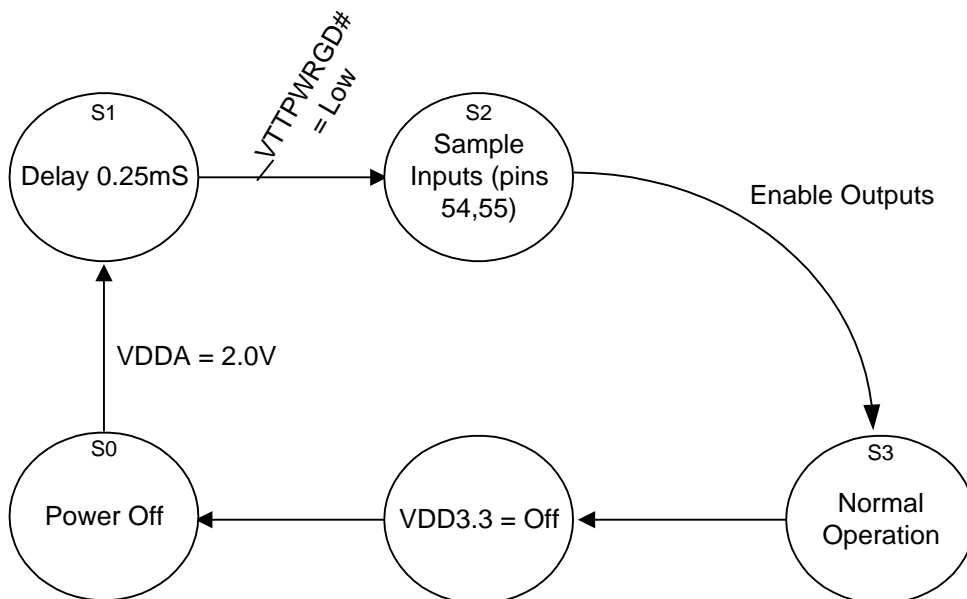 S1
Delay 0.25mS
VTTPWRGD#
= Low
S2
Sample
Inputs (pins
54,55)
Enable Outputs
VDDA = 2.0V
S0
Power Off
VDD3.3 = Off
S3
Normal
Operation